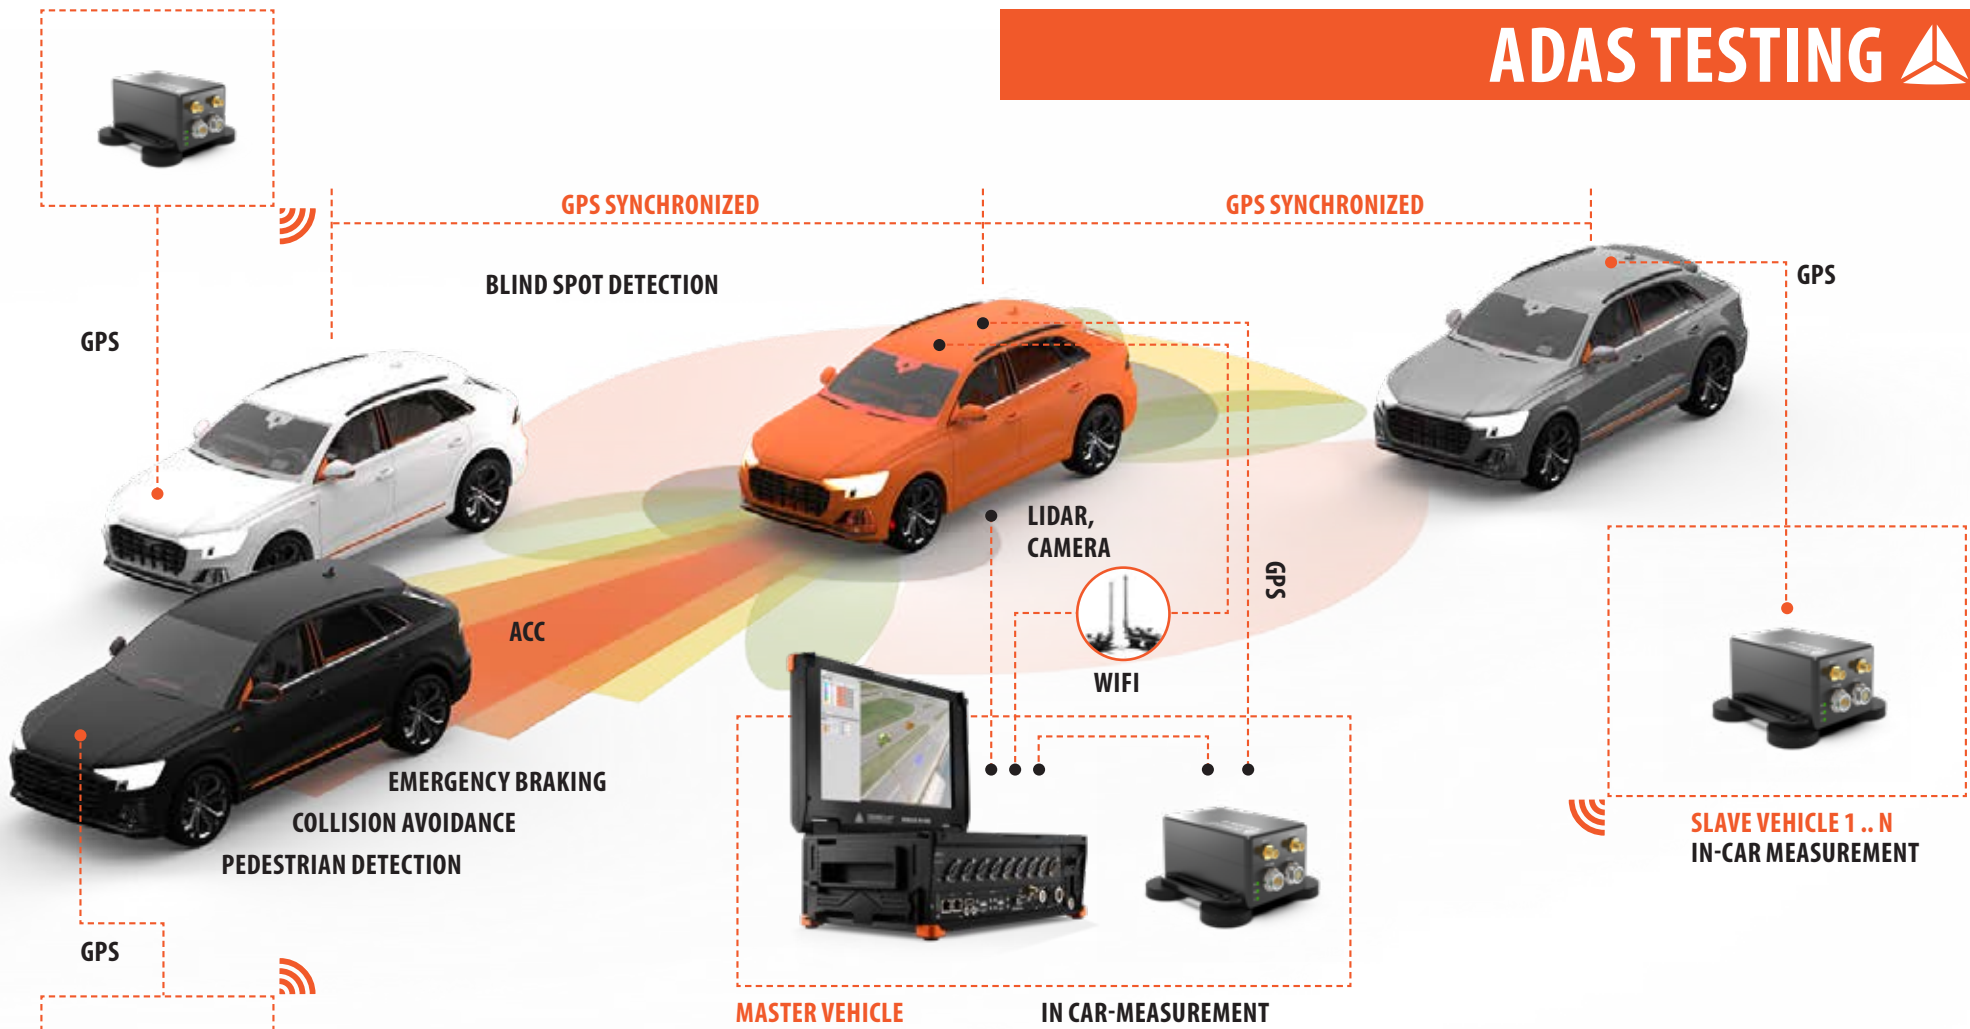 ADAS TESTING
GPS SYNCHRONIZED
GPS SYNCHRONIZED
BLIND SPOT DETECTION
GPS
GPS
LIDAR,
CAMERA
GPS
ACC
WIFI
EMERGENCY BRAKING
COLLISION AVOIDANCE
PEDESTRIAN DETECTION
SLAVE VEHICLE 1 .. N
IN-CAR MEASUREMENT
GPS
MASTER VEHICLE
IN CAR-MEASUREMENT